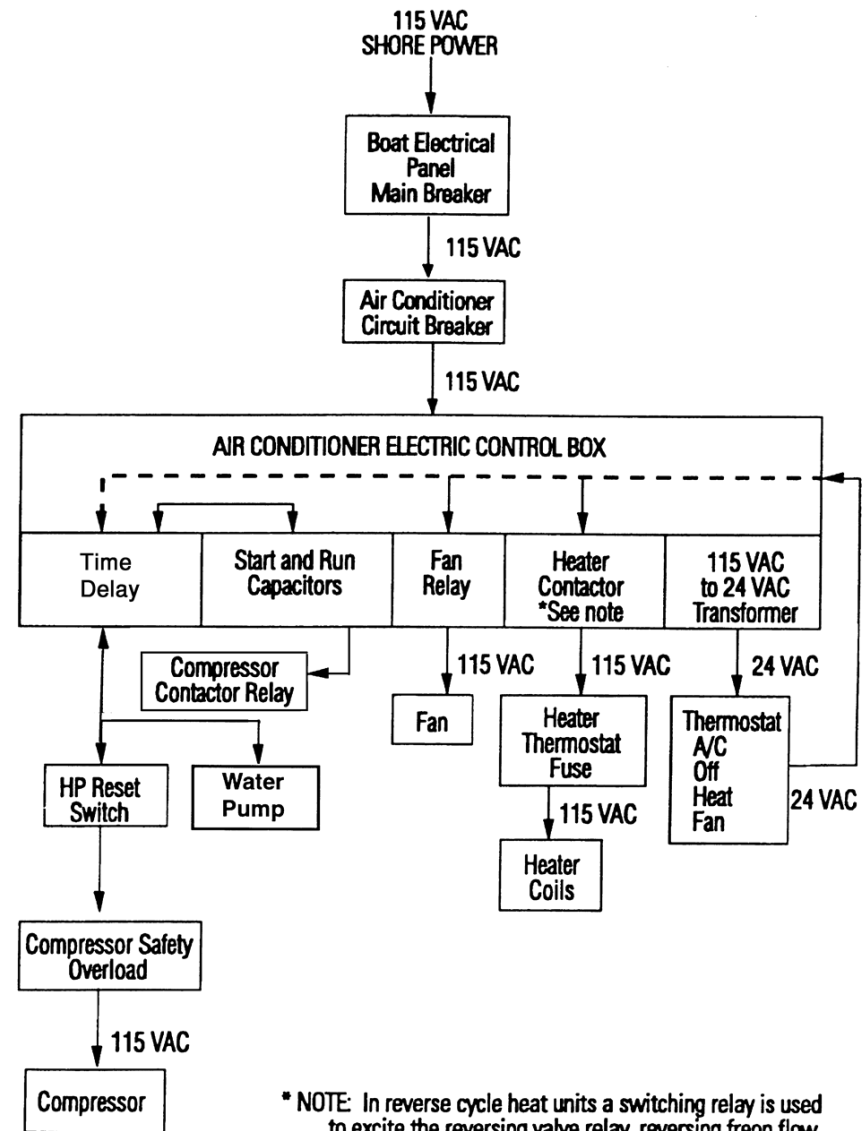 115 VAC
SHORE POWER
Boat Electrical
Panel
Main Breaker
115 VAC
Air Conditioner
Circuit Breaker
115 VAC
AIR CONDITIONER ELECTRIC CONTROL BOX
Time
Delay
Start and Run
Capacitors
Fan
Relay
Heater
Contactor
*See note
115 VAC
to 24 VAC
Transformer
Compressor
Contactor Relay
115 VAC
115 VAC
24 VAC
Fan
Heater
Thermostat
Fuse
Thermostat
A/C
Off
Heat
Fan
24 VAC
HP Reset
Switch
Water
Pump
115 VAC
Heater
Coils
Compressor Safety
Overload
115 VAC
Compressor
* NOTE: In reverse cycle heat units a switching relay is used
to excite the reversing valve relay, reversing freon flow